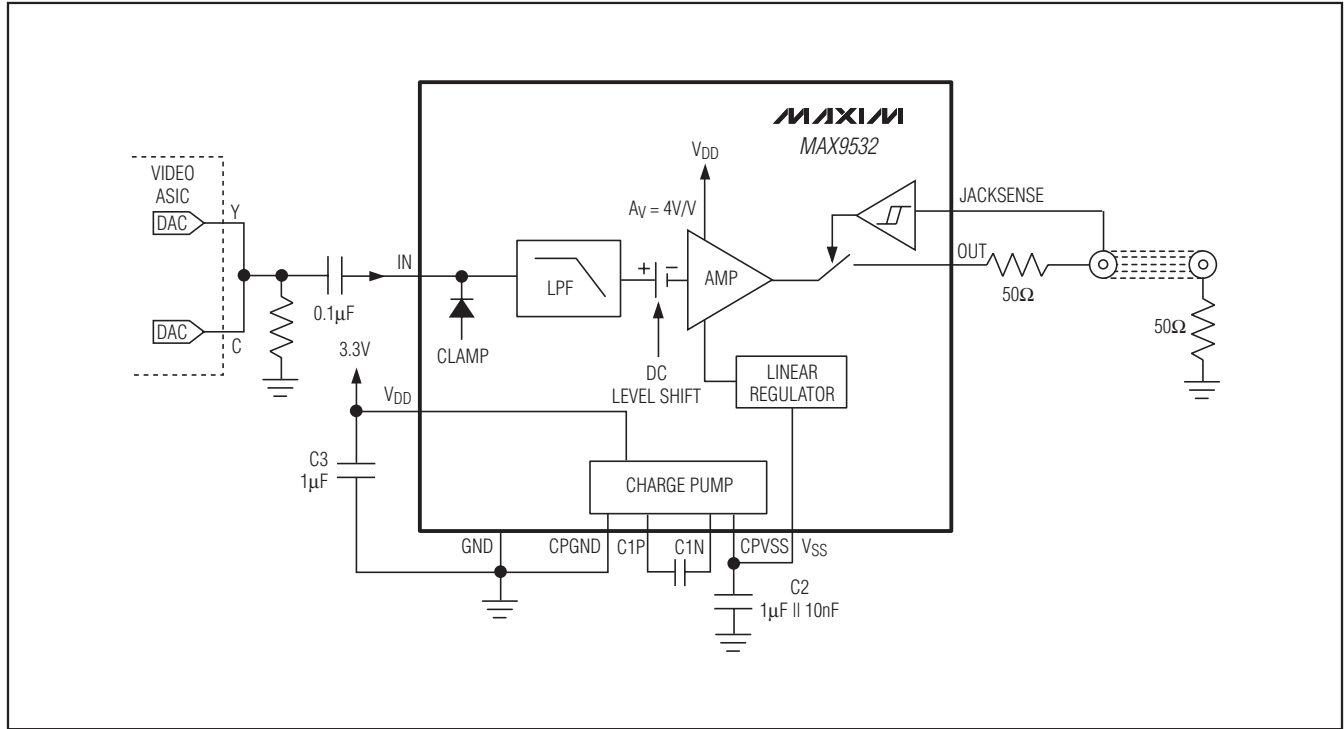 MAXIM
MAX9532
VDD
AV = 4V/V
JACKSENSE
VIDEO
ASIC
DAC
Y
IN
LPF
+
−
AMP
OUT
50Ω
0.1µF
DAC
C
CLAMP
DC
LEVEL SHIFT
LINEAR
REGULATOR
50Ω
3.3V
VDD
C3
1µF
CHARGE PUMP
GND
CPGND
C1P
C1N
CPVSS
VSS
C2
1µF II 10nF